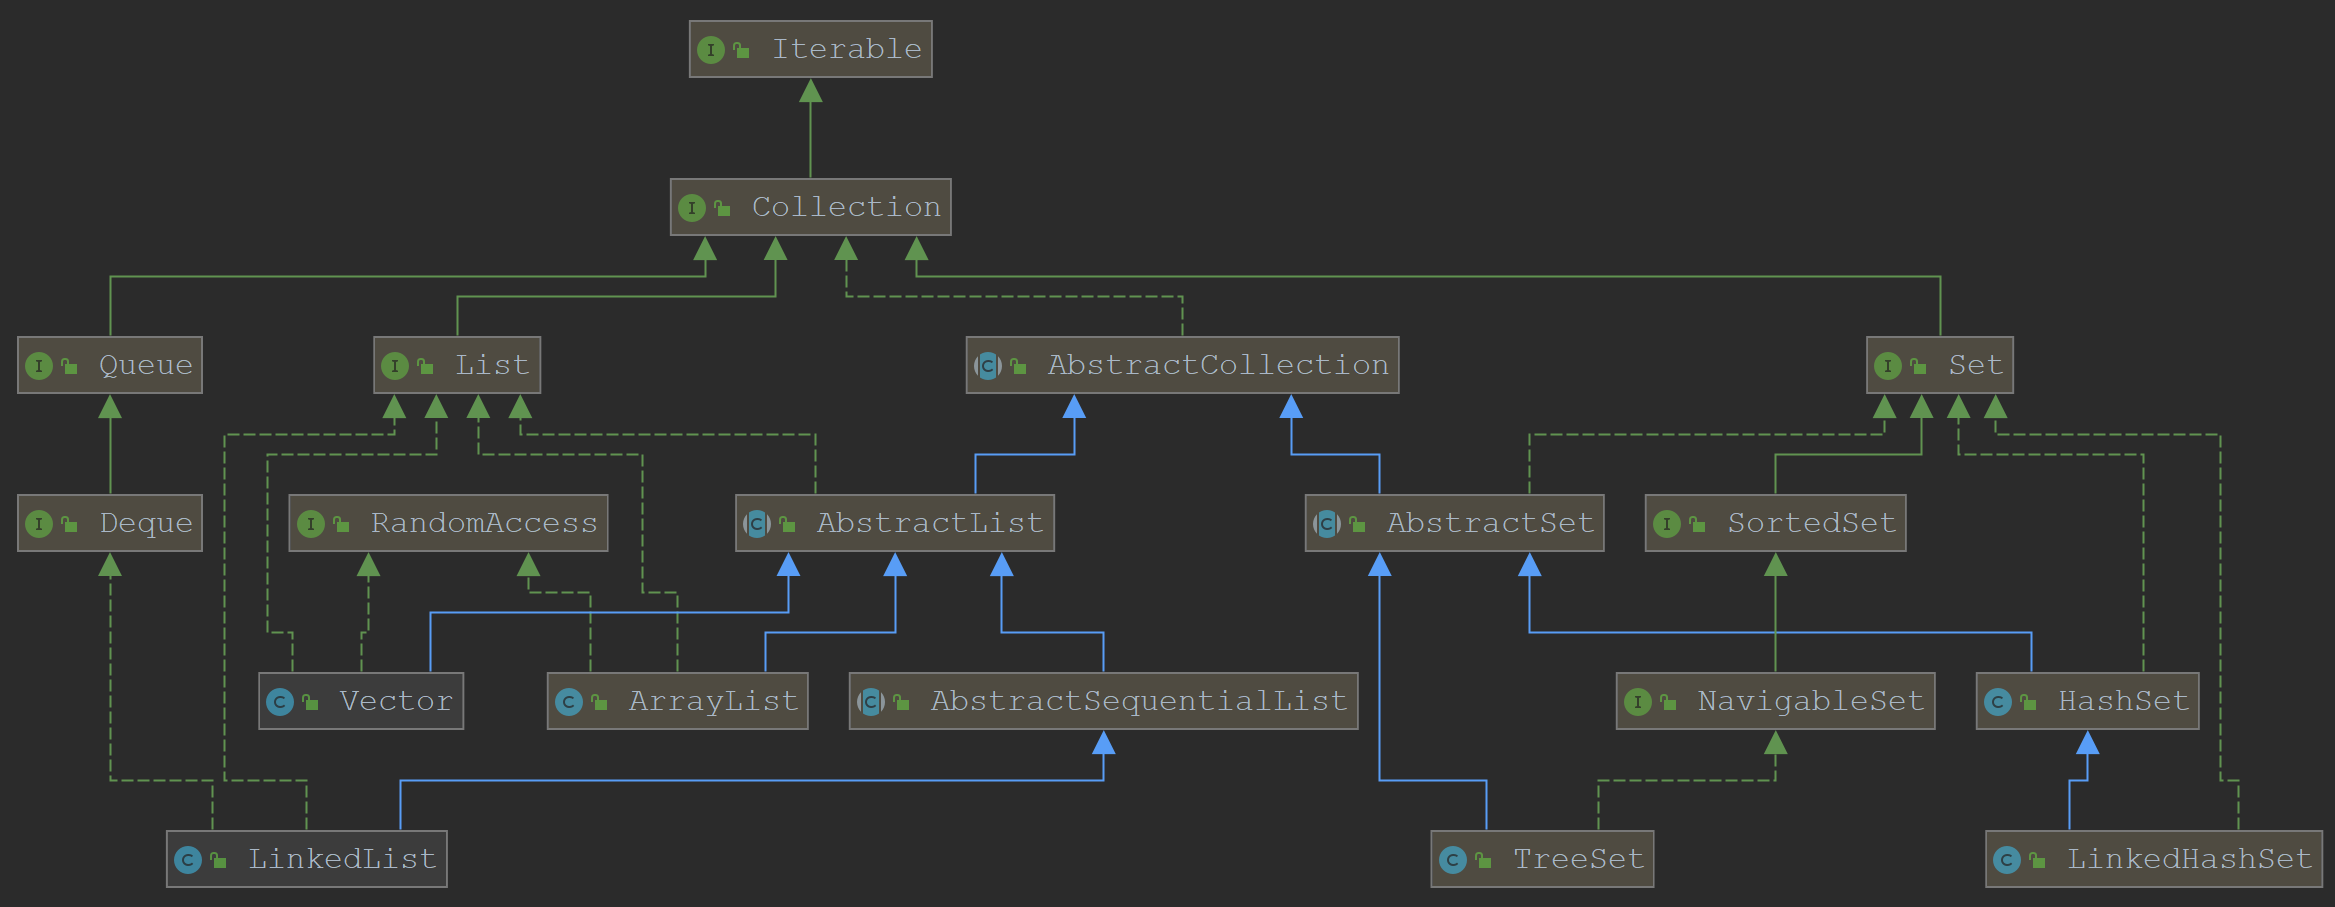 I Iterable
I Collection
I Queue
I List
C AbstractCollection
I Set
I Deque
I RandomAccess
C AbstractList
C AbstractSet
I SortedSet
C Vector
C ArrayList
C AbstractSequentialList
I NavigableSet
C HashSet
C LinkedList
C TreeSet
C LinkedHashSet